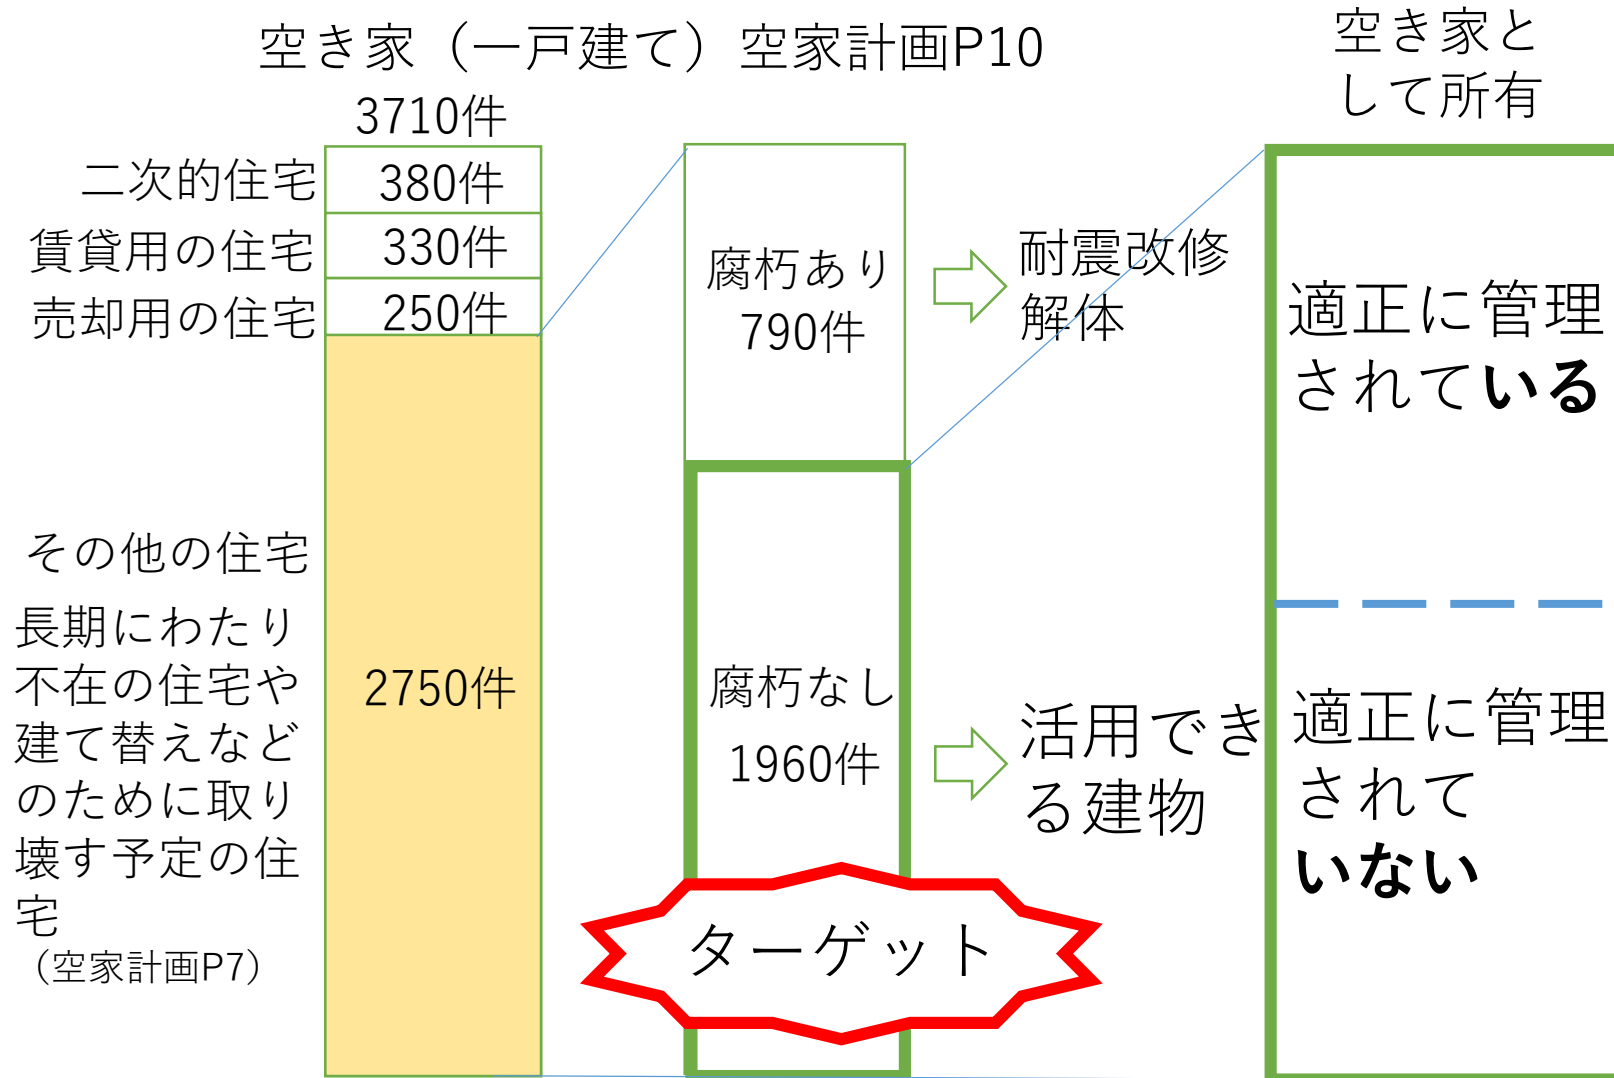 空き家（一戸建て）空家計画P10
3710件
二次的住宅
380件
賃貸用の住宅
330件
売却用の住宅
250件
その他の住宅
長期にわたり
不在の住宅や
建て替えなど
のために取り
壊す予定の住
宅
（空家計画P7）
2750件
腐朽あり
790件
耐震改修
解体
腐朽なし
1960件
活用でき
る建物
ターゲット
空き家と
して所有
適正に管理
されている
適正に管理
されて
いない